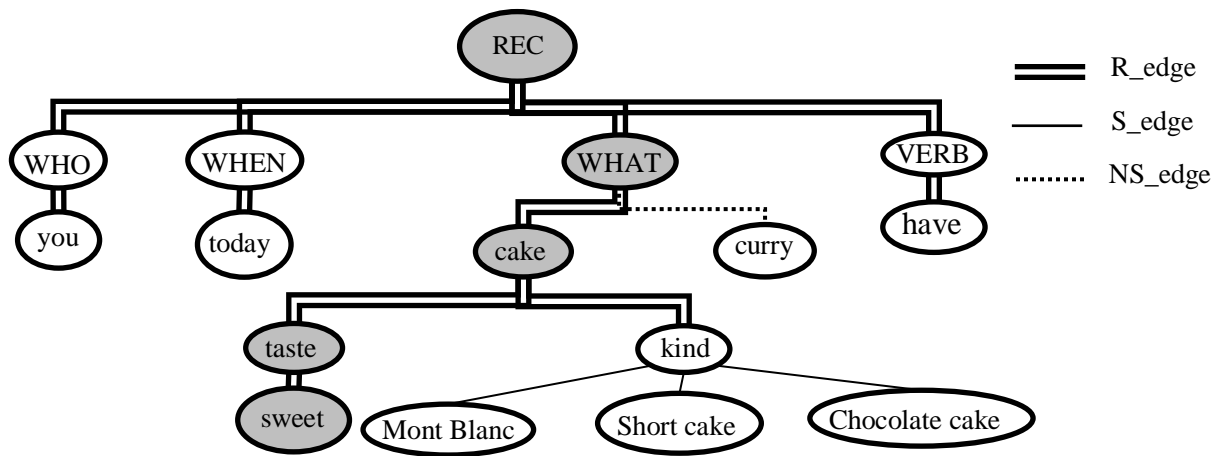 REC
R_edge
S_edge
NS_edge
WHO
WHEN
WHAT
VERB
you
today
cake
curry
have
taste
kind
sweet
Mont Blanc
Short cake
Chocolate cake